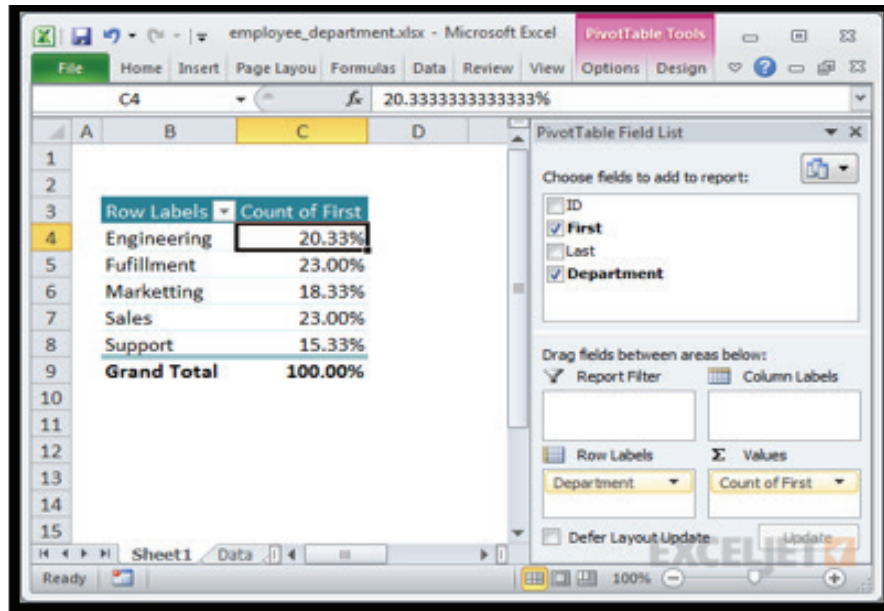 employee_department.xlsx - Microsoft Excel PivotTable Tools
File Home Insert Page Layou Formulas Data Review View Options Design
C4 fx 20.3333333333333%
A B C D
PivotTable Field List
1
2
3 Row Labels Count of First
4 Engineering 20.33%
5 Fufillment 23.00%
6 Marketting 18.33%
7 Sales 23.00%
8 Support 15.33%
9 Grand Total 100.00%
10
11
12
13
14
15
Choose fields to add to report:
ID
First
Last
Department
Drag fields between areas below:
Report Filter Column Labels
Row Labels Σ Values
Department Count of First
Defer Layout Update Update
EXCELJET
Sheet1 Data
Ready 100%